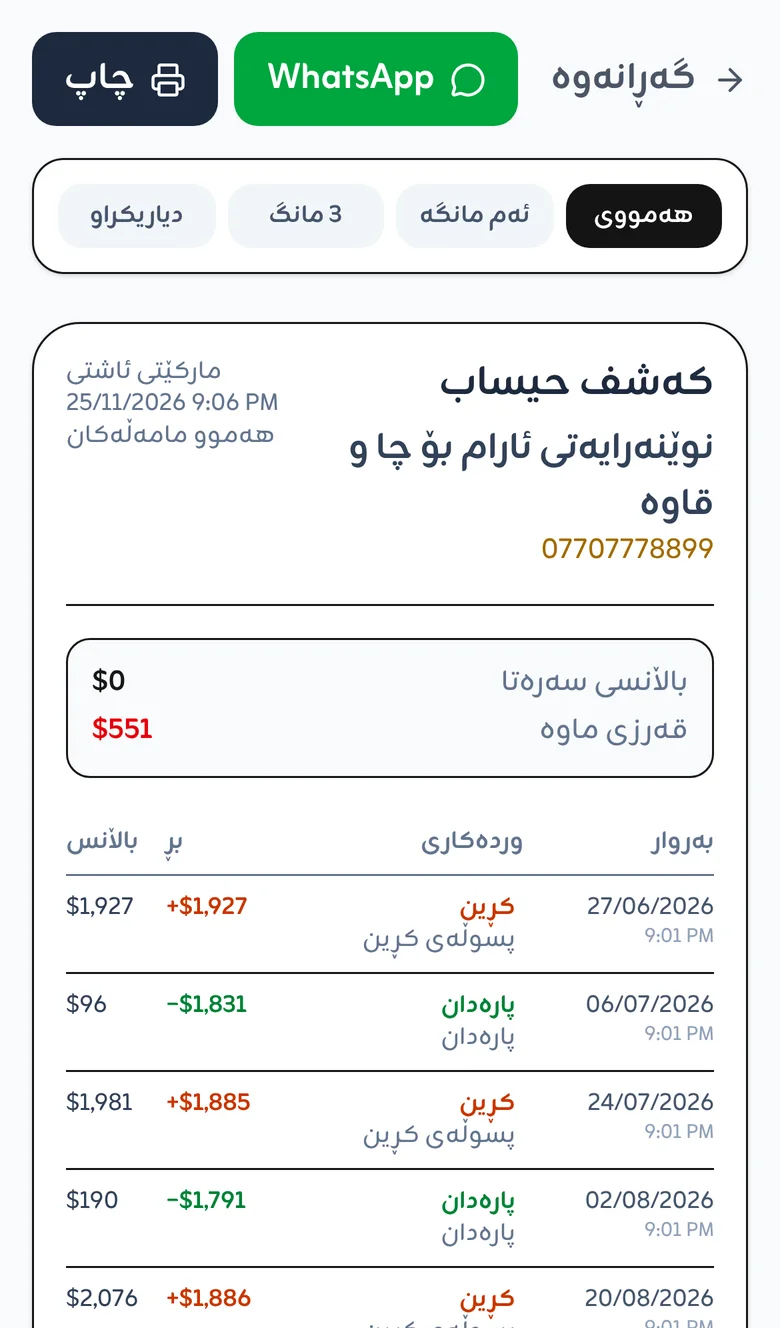 گەڕانەوە
WhatsApp
چاپ
هەمووی
ئەم مانگە
3 مانگ
دیاریکراو
کەشف حیساب
نوێنەرایەتی ئارام بۆ چا و
قاوە
07707778899
مارکێتی ئاشتی
25/11/2026 9:06 PM
هەموو مامەڵەکان
باڵانسی سەرەتا $0
قەرزی ماوە $551
بەروار وردەکاری بڕ باڵانس
27/06/2026 کڕین +$1,927 $1,927
9:01 PM پسوڵەی کڕین
06/07/2026 پارەدان −$1,831 $96
9:01 PM پارەدان
24/07/2026 کڕین +$1,885 $1,981
9:01 PM پسوڵەی کڕین
02/08/2026 پارەدان −$1,791 $190
9:01 PM پارەدان
20/08/2026 کڕین +$1,886 $2,076